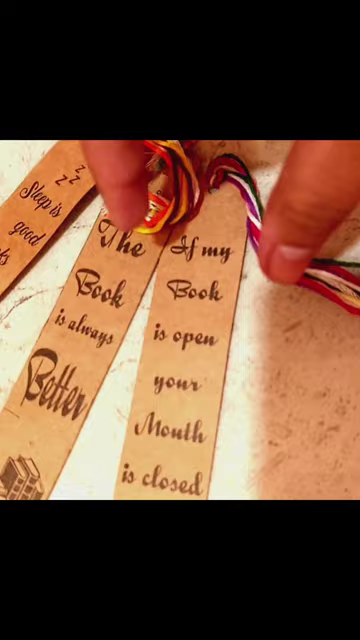 z z z
Sleep is
good
The
Book
is always
Better
If my
Book
is open
your
Mouth
is closed